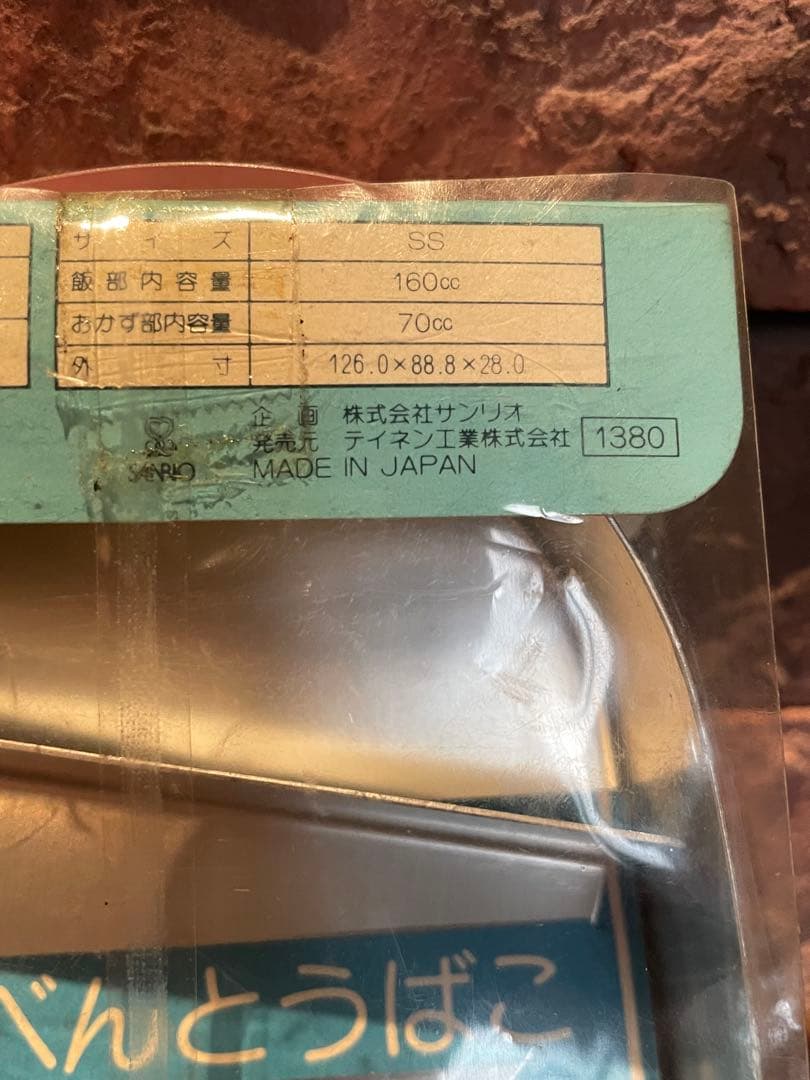 サイズ SS
飯部内容量 160cc
おかず部内容量 70cc
外寸 126.0×88.8×28.0
企画 株式会社サンリオ
発売元 テイネン工業株式会社 1380
SANRIO MADE IN JAPAN
べんとうばこ